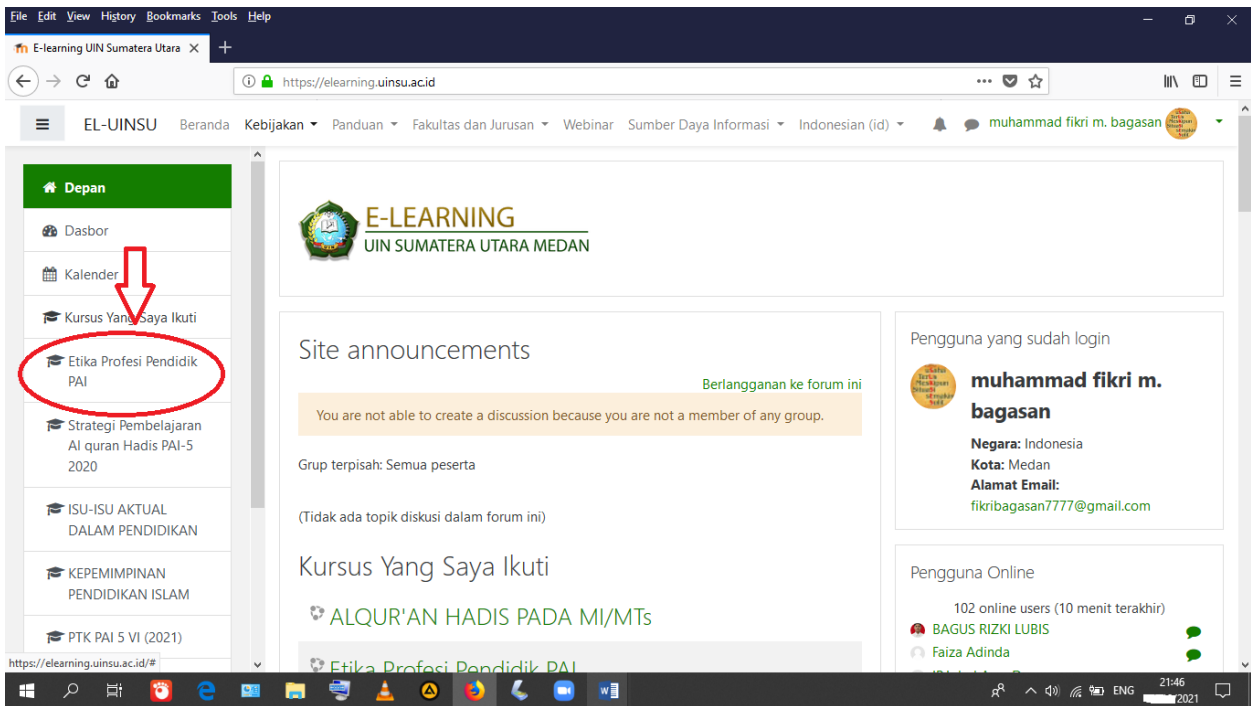 File Edit View History Bookmarks Tools Help
E-learning UIN Sumatera Utara
https://elearning.uinsu.ac.id
EL-UINSU Beranda Kebijakan Panduan Fakultas dan Jurusan Webinar Sumber Daya Informasi Indonesian (id) muhammad fikri m. bagasan
Depan
Dasbor
Kalender
Kursus Yang Saya Ikuti
Etika Profesi Pendidik
PAI
Strategi Pembelajaran
Al quran Hadis PAI-5
2020
ISU-ISU AKTUAL
DALAM PENDIDIKAN
KEPEMIMPINAN
PENDIDIKAN ISLAM
PTK PAI 5 VI (2021)
https://elearning.uinsu.ac.id/#
E-LEARNING
UIN SUMATERA UTARA MEDAN
Site announcements
Berlangganan ke forum ini
You are not able to create a discussion because you are not a member of any group.
Grup terpisah: Semua peserta
(Tidak ada topik diskusi dalam forum ini)
Kursus Yang Saya Ikuti
ALQUR'AN HADIS PADA MI/MTs
Etika Profesi Pendidik PAI
Pengguna yang sudah login
muhammad fikri m.
bagasan
Negara: Indonesia
Kota: Medan
Alamat Email:
fikribagasan7777@gmail.com
Pengguna Online
102 online users (10 menit terakhir)
BAGUS RIZKI LUBIS
Faiza Adinda
ENG
21:46
/2021